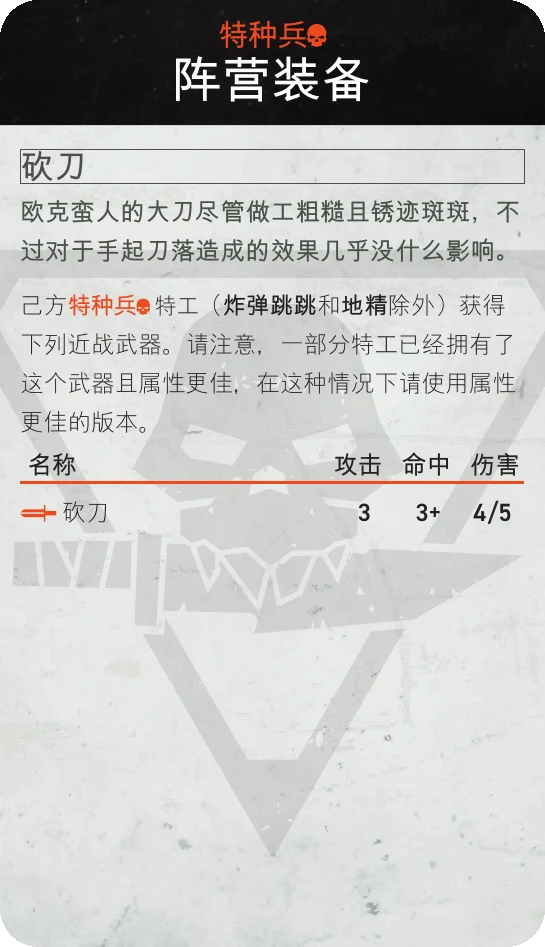 特种兵
阵营装备
砍刀
欧克蛮人的大刀尽管做工粗糙且锈迹斑斑，不
过对于手起刀落造成的效果几乎没什么影响。
己方特种兵特工（炸弹跳跳和地精除外）获得
下列近战武器。请注意，一部分特工已经拥有了
这个武器且属性更佳，在这种情况下请使用属性
更佳的版本。
名称 攻击 命中 伤害
砍刀 3 3+ 4/5